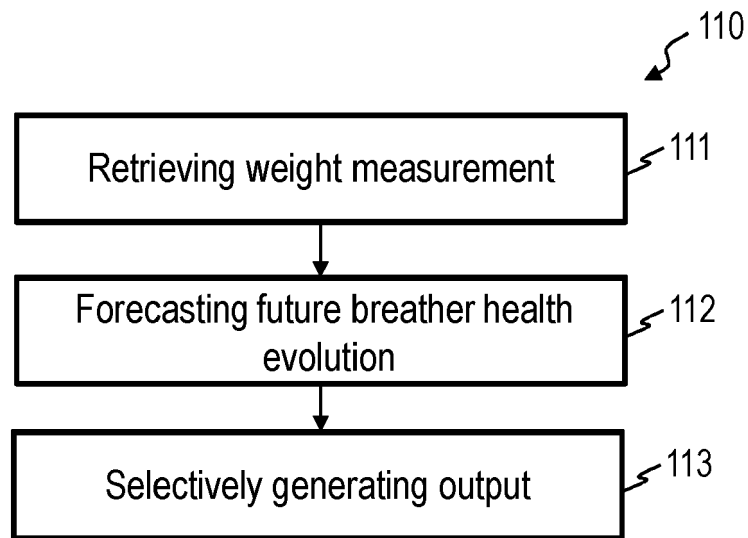 110
Retrieving weight measurement
111
Forecasting future breather health
evolution
112
Selectively generating output
113